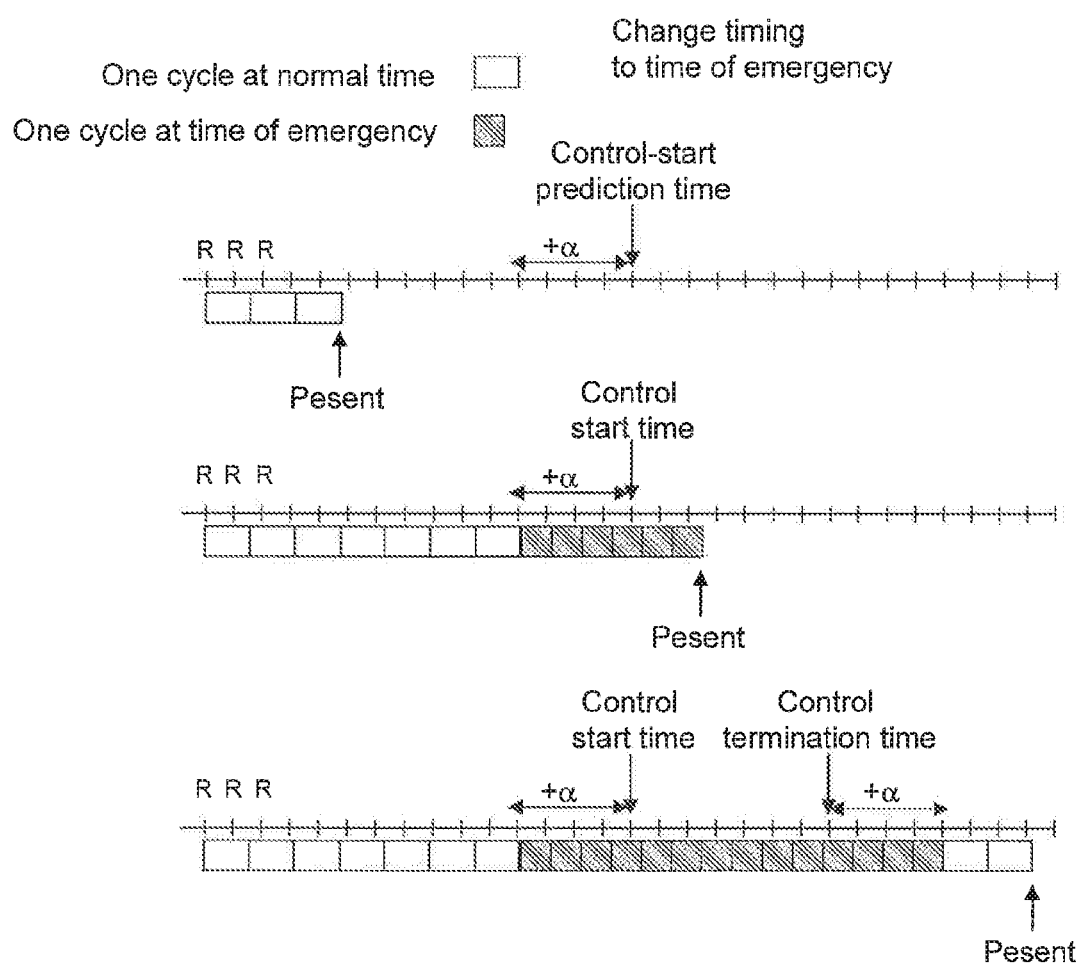 Change timing
to time of emergency
One cycle at normal time
One cycle at time of emergency
Control-start
prediction time
R R R
+α
Pesent
Control
start time
R R R
+α
Pesent
Control
start time
Control
termination time
R R R
+α
+α
Pesent